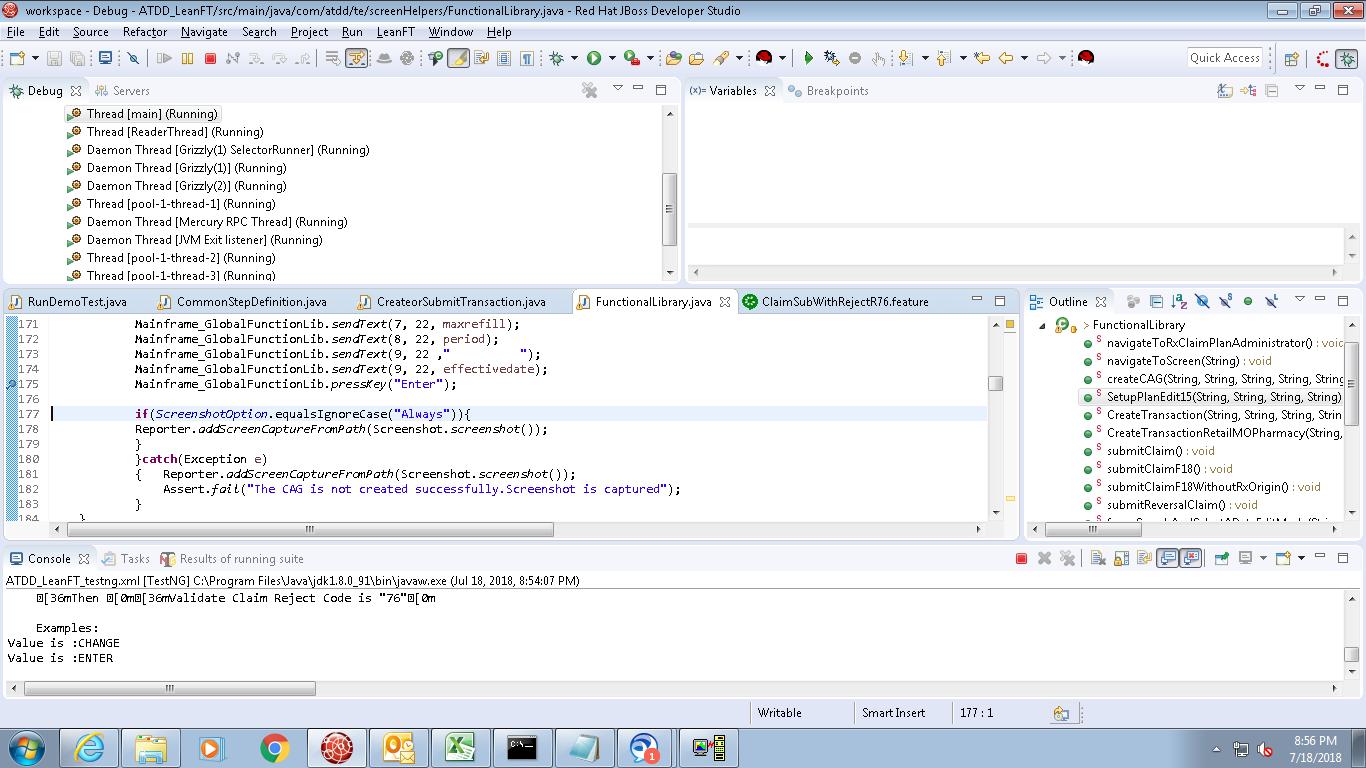 workspace - Debug - ATDD_LeanFT/src/main/java/com/atdd/te/screenHelpers/FunctionalLibrary.java - Red Hat JBoss Developer Studio
File Edit Source Refactor Navigate Search Project Run LeanFT Window Help
Quick Access
Debug Servers
Thread [main] (Running)
Thread [ReaderThread] (Running)
Daemon Thread [Grizzly(1) SelectorRunner] (Running)
Daemon Thread [Grizzly(1)] (Running)
Daemon Thread [Grizzly(2)] (Running)
Thread [pool-1-thread-1] (Running)
Daemon Thread [Mercury RPC Thread] (Running)
Daemon Thread [JVM Exit listener] (Running)
Thread [pool-1-thread-2] (Running)
Thread [pool-1-thread-3] (Running)
(x)= Variables Breakpoints
RunDemoTest.java CommonStepDefinition.java CreateorSubmitTransaction.java FunctionalLibrary.java ClaimSubWithRejectR76.feature
171 Mainframe_GlobalFunctionLib.sendText(7, 22, maxrefill);
172 Mainframe_GlobalFunctionLib.sendText(8, 22, period);
173 Mainframe_GlobalFunctionLib.sendText(9, 22 ,"          ");
174 Mainframe_GlobalFunctionLib.sendText(9, 22, effectivedate);
175 Mainframe_GlobalFunctionLib.pressKey("Enter");
176
177 if(ScreenshotOption.equalsIgnoreCase("Always")){
178 Reporter.addScreenCaptureFromPath(Screenshot.screenshot());
179 }
180 }catch(Exception e)
181 { Reporter.addScreenCaptureFromPath(Screenshot.screenshot());
182 Assert.fail("The CAG is not created successfully.Screenshot is captured");
183 }
184 }
Outline
> FunctionalLibrary
navigateToRxClaimPlanAdministrator() : void
navigateToScreen(String) : void
createCAG(String, String, String, String, String
SetupPlanEdit15(String, String, String, String)
CreateTransaction(String, String, String, Strin
CreateTransactionRetailMOPharmacy(String,
submitClaim() : void
submitClaimF18() : void
submitClaimF18WithoutRxOrigin() : void
submitReversalClaim() : void
Console Tasks Results of running suite
ATDD_LeanFT_testng.xml [TestNG] C:\Program Files\Java\jdk1.8.0_91\bin\javaw.exe (Jul 18, 2018, 8:54:07 PM)
[36mThen [0m[36mValidate Claim Reject Code is "76"[0m
Examples:
Value is :CHANGE
Value is :ENTER
Writable Smart Insert 177 : 1
8:56 PM
7/18/2018